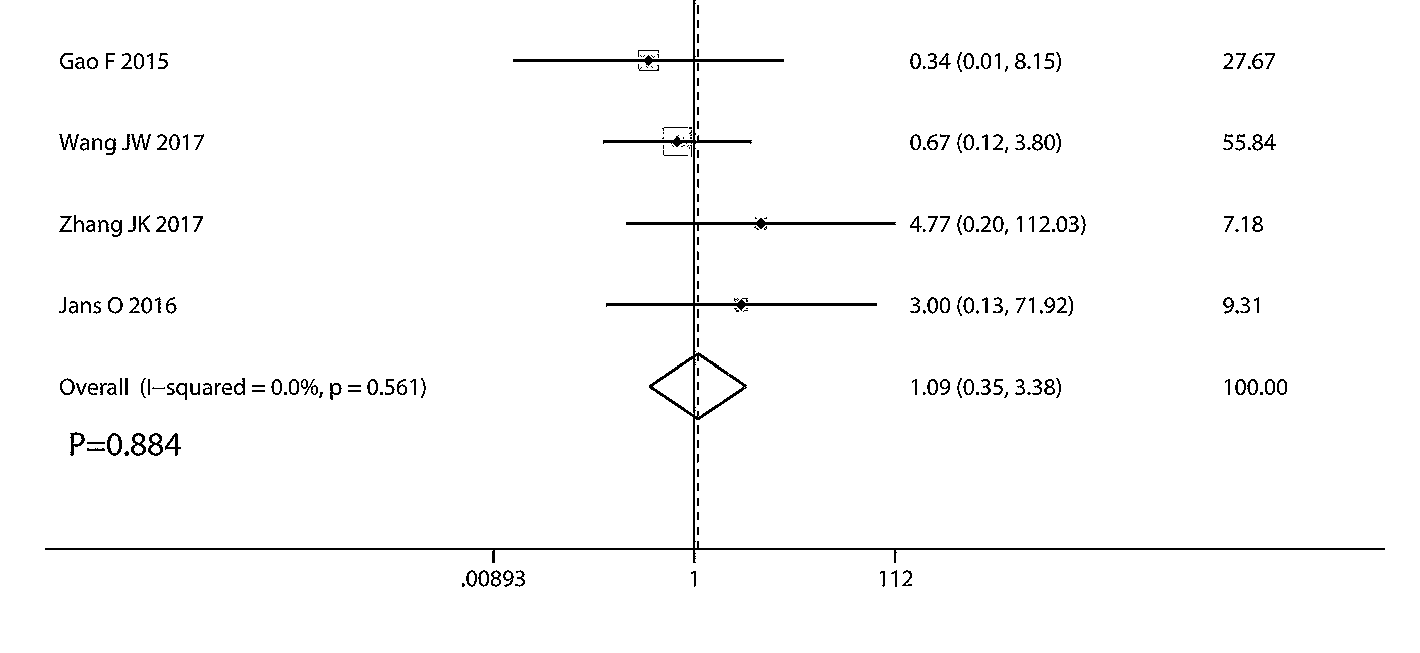 Gao F 2015 0.34 (0.01, 8.15) 27.67
Wang JW 2017 0.67 (0.12, 3.80) 55.84
Zhang JK 2017 4.77 (0.20, 112.03) 7.18
Jans O 2016 3.00 (0.13, 71.92) 9.31
Overall (I−squared = 0.0%, p = 0.561) 1.09 (0.35, 3.38) 100.00
P=0.884
.00893 1 112